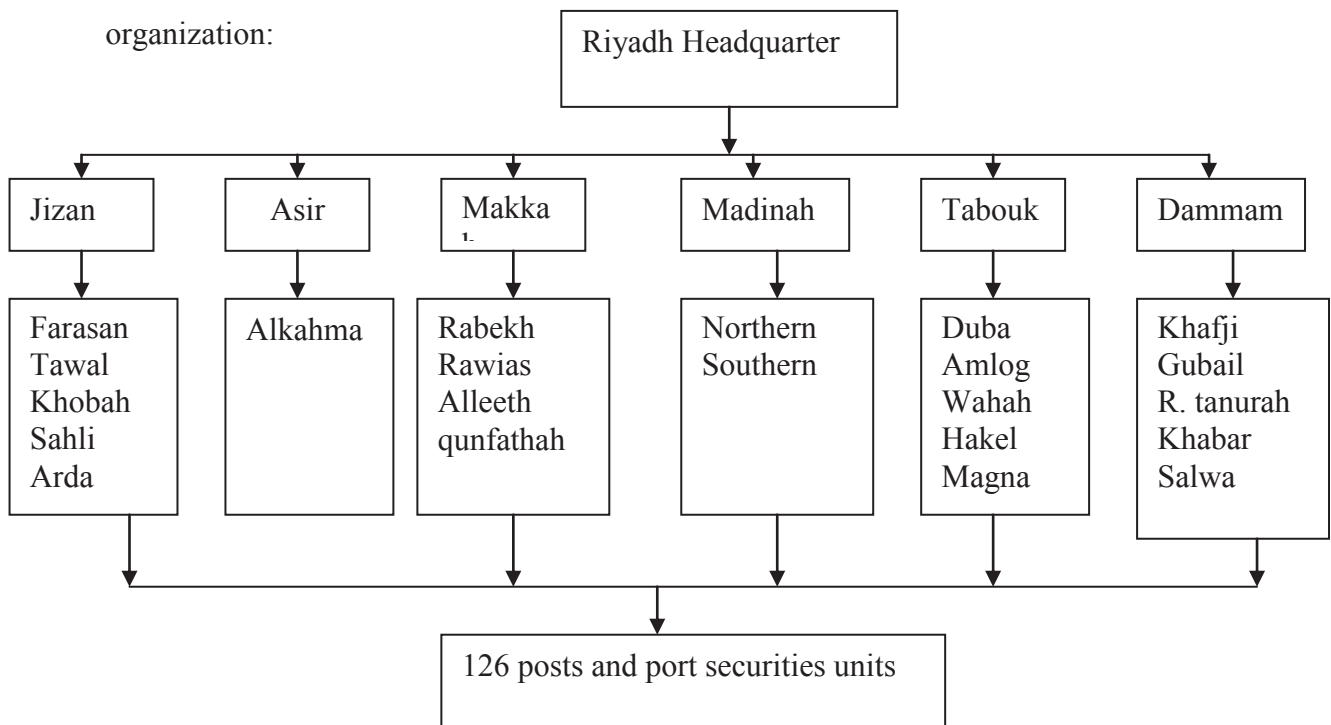 organization:
Riyadh Headquarter
Jizan
Asir
Makka
h
Madinah
Tabouk
Dammam
Farasan
Tawal
Khobah
Sahli
Arda
Alkahma
Rabekh
Rawias
Alleeth
qunfathah
Northern
Southern
Duba
Amlog
Wahah
Hakel
Magna
Khafji
Gubail
R. tanurah
Khabar
Salwa
126 posts and port securities units